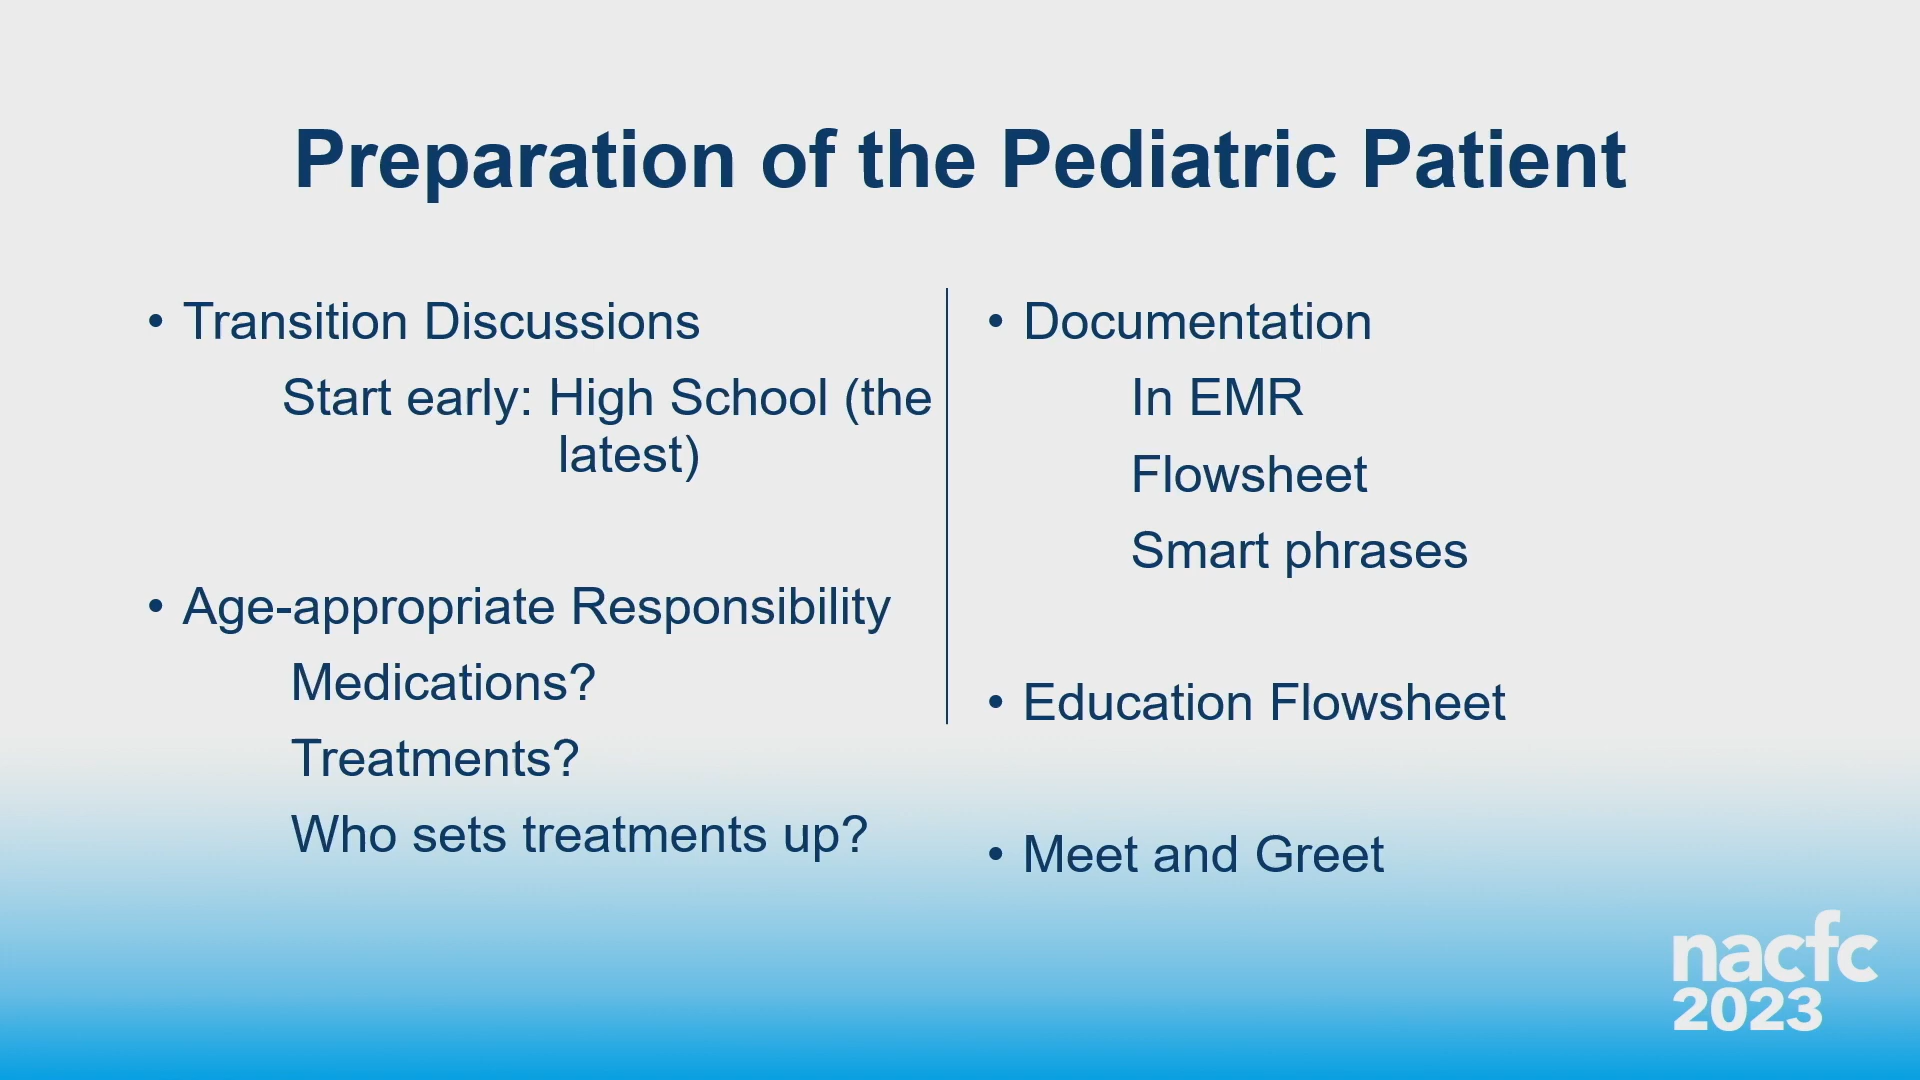 Preparation of the Pediatric Patient
• Transition Discussions
Start early: High School (the
latest)
• Age-appropriate Responsibility
Medications?
Treatments?
Who sets treatments up?
• Documentation
In EMR
Flowsheet
Smart phrases
• Education Flowsheet
• Meet and Greet
nacfc
2023